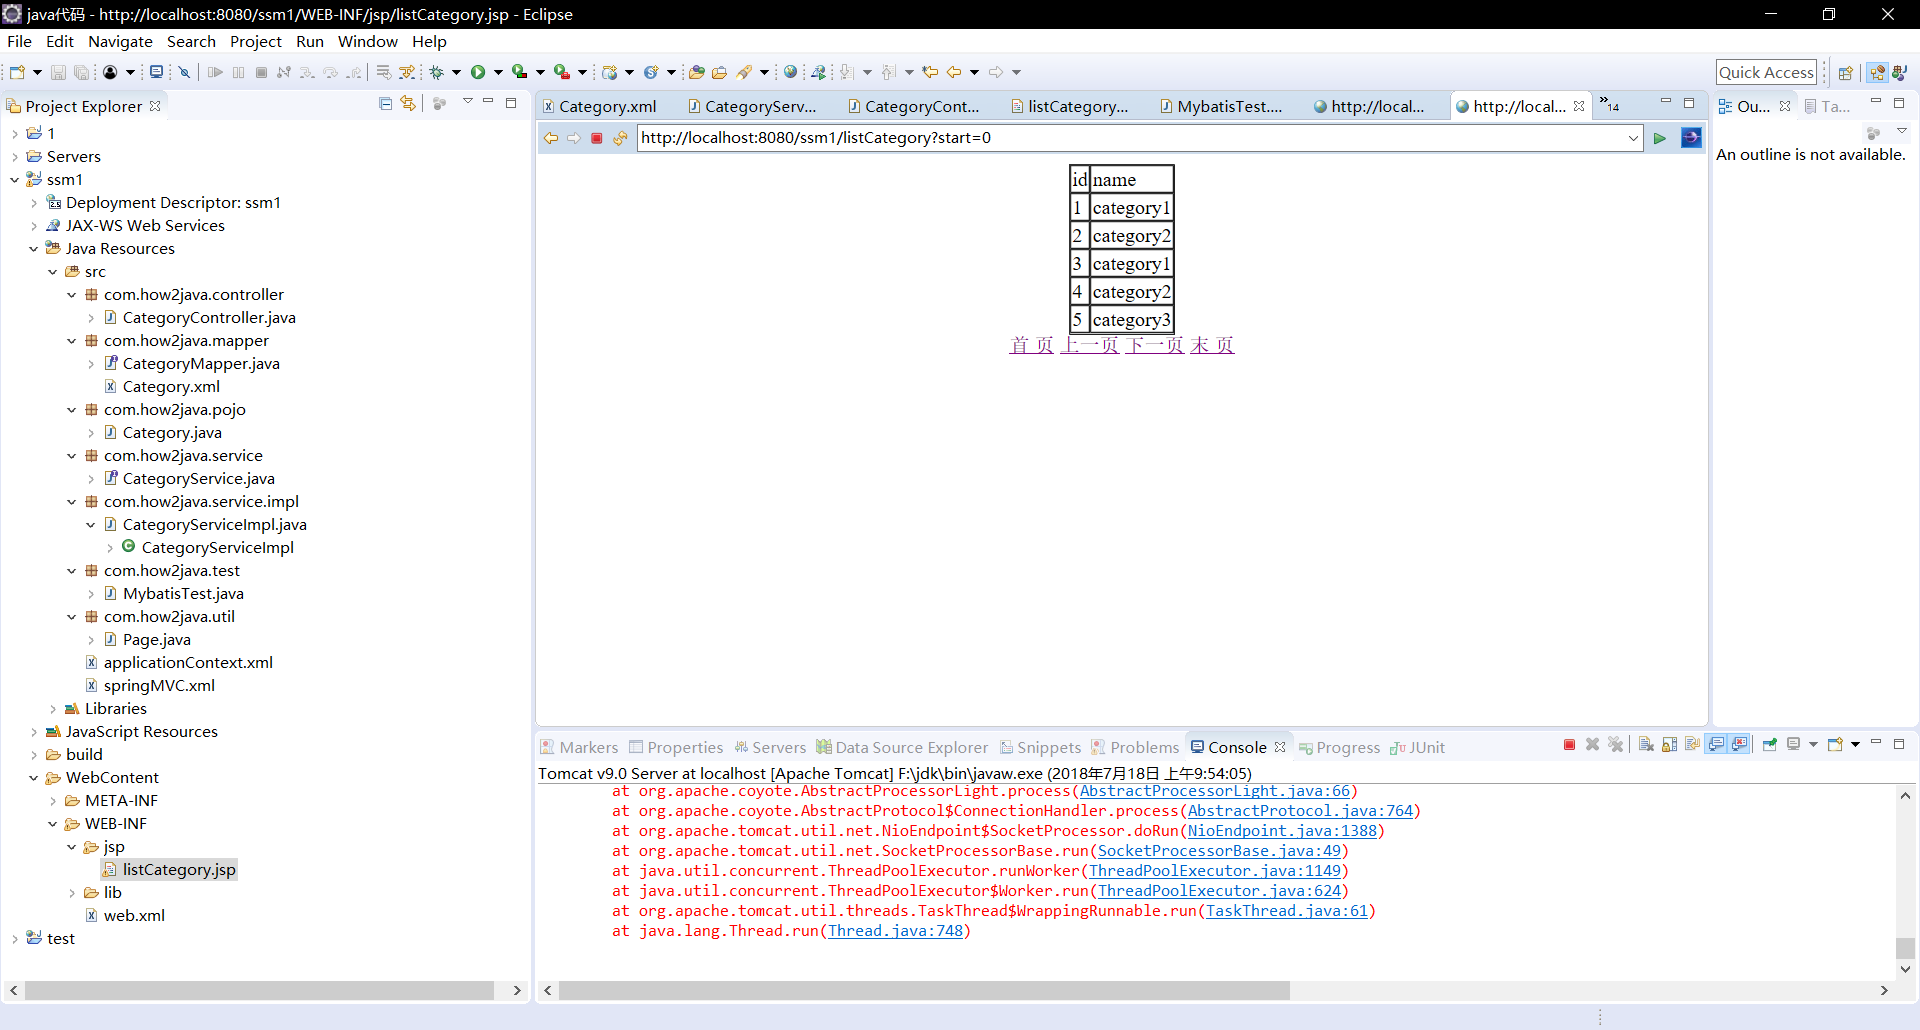 java代码 - http://localhost:8080/ssm1/WEB-INF/jsp/listCategory.jsp - Eclipse
File Edit Navigate Search Project Run Window Help
Quick Access
Project Explorer
1
Servers
ssm1
Deployment Descriptor: ssm1
JAX-WS Web Services
Java Resources
src
com.how2java.controller
CategoryController.java
com.how2java.mapper
CategoryMapper.java
Category.xml
com.how2java.pojo
Category.java
com.how2java.service
CategoryService.java
com.how2java.service.impl
CategoryServiceImpl.java
CategoryServiceImpl
com.how2java.test
MybatisTest.java
com.how2java.util
Page.java
applicationContext.xml
springMVC.xml
Libraries
JavaScript Resources
build
WebContent
META-INF
WEB-INF
jsp
listCategory.jsp
lib
web.xml
test
Category.xml CategoryServ... CategoryCont... listCategory... MybatisTest.... http://local... http://local... »14
http://localhost:8080/ssm1/listCategory?start=0
id name
1 category1
2 category2
3 category1
4 category2
5 category3
首 页 上一页 下一页 末 页
Ou... Ta...
An outline is not available.
Markers Properties Servers Data Source Explorer Snippets Problems Console Progress JUnit
Tomcat v9.0 Server at localhost [Apache Tomcat] F:\jdk\bin\javaw.exe (2018年7月18日 上午9:54:05)
at org.apache.coyote.AbstractProcessorLight.process(AbstractProcessorLight.java:66)
at org.apache.coyote.AbstractProtocol$ConnectionHandler.process(AbstractProtocol.java:764)
at org.apache.tomcat.util.net.NioEndpoint$SocketProcessor.doRun(NioEndpoint.java:1388)
at org.apache.tomcat.util.net.SocketProcessorBase.run(SocketProcessorBase.java:49)
at java.util.concurrent.ThreadPoolExecutor.runWorker(ThreadPoolExecutor.java:1149)
at java.util.concurrent.ThreadPoolExecutor$Worker.run(ThreadPoolExecutor.java:624)
at org.apache.tomcat.util.threads.TaskThread$WrappingRunnable.run(TaskThread.java:61)
at java.lang.Thread.run(Thread.java:748)